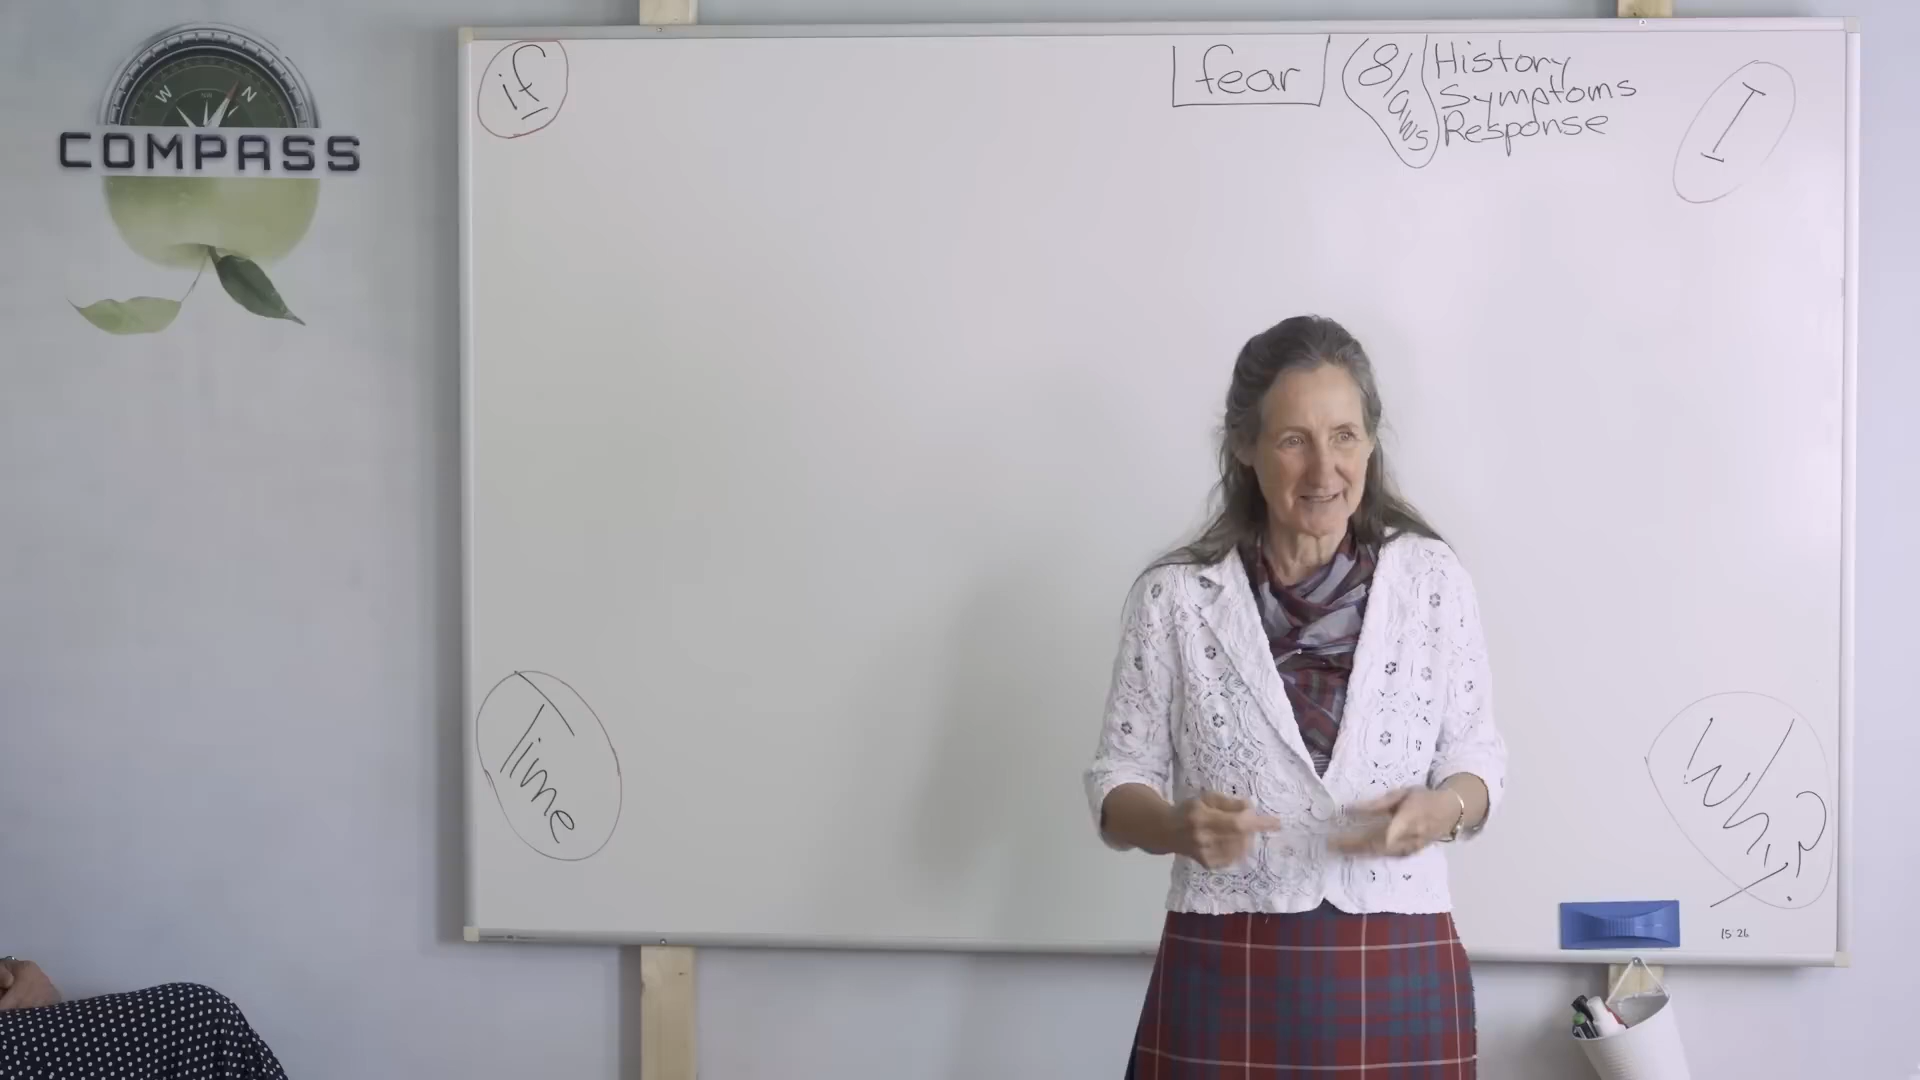 W N
COMPASS
if
fear
8 laws
History
Symptoms
Response
I
Time
Why?
15:26